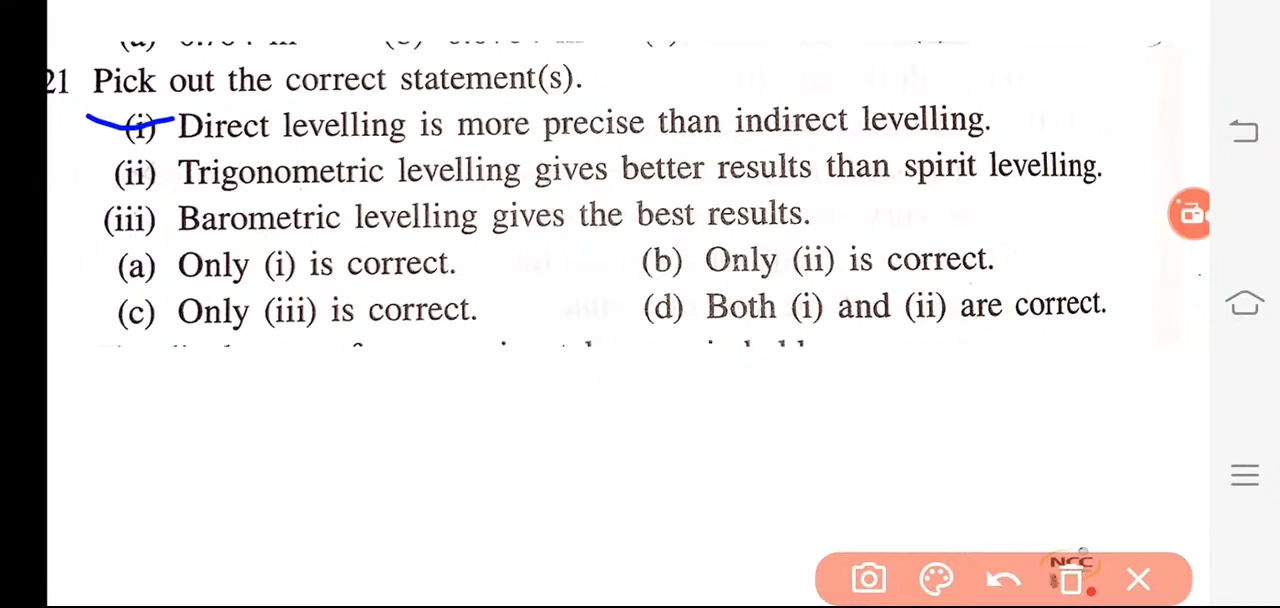 21 Pick out the correct statement(s).
(i) Direct levelling is more precise than indirect levelling.
(ii) Trigonometric levelling gives better results than spirit levelling.
(iii) Barometric levelling gives the best results.
(a) Only (i) is correct. (b) Only (ii) is correct.
(c) Only (iii) is correct. (d) Both (i) and (ii) are correct.
NCC